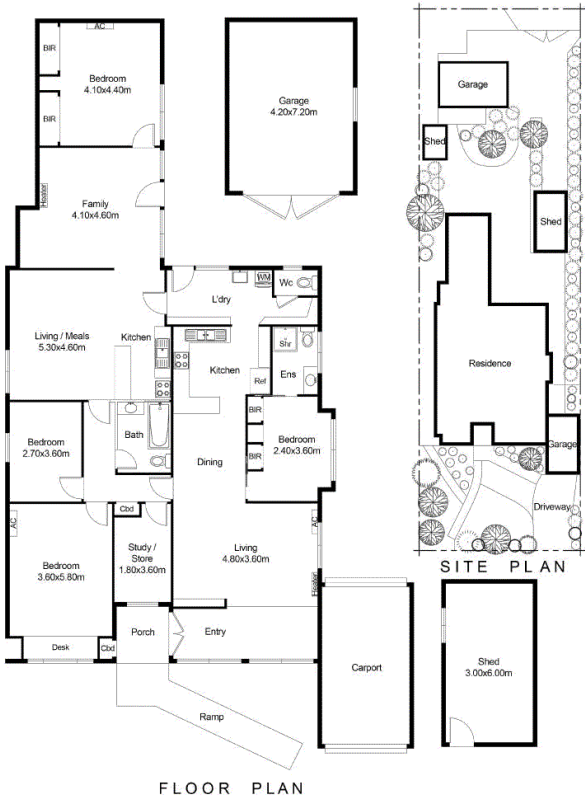 AC
BIR
Bedroom
4.10x4.40m
BIR
Heater
Family
4.10x4.60m
Garage
4.20x7.20m
L'dry
WM
Wc
Living / Meals
5.30x4.60m
Kitchen
Kitchen
Shr
Ens
Ref
BIR
Bedroom
2.70x3.60m
Bath
Dining
Bedroom
2.40x3.60m
BIR
AC
Bedroom
3.60x5.80m
Cbd
Study /
Store
1.80x3.60m
Living
4.80x3.60m
AC
Heater
Desk
Cbd
Porch
Entry
Carport
Ramp
FLOOR PLAN
Garage
Shed
Shed
Residence
Garage
Driveway
SITE PLAN
Shed
3.00x6.00m